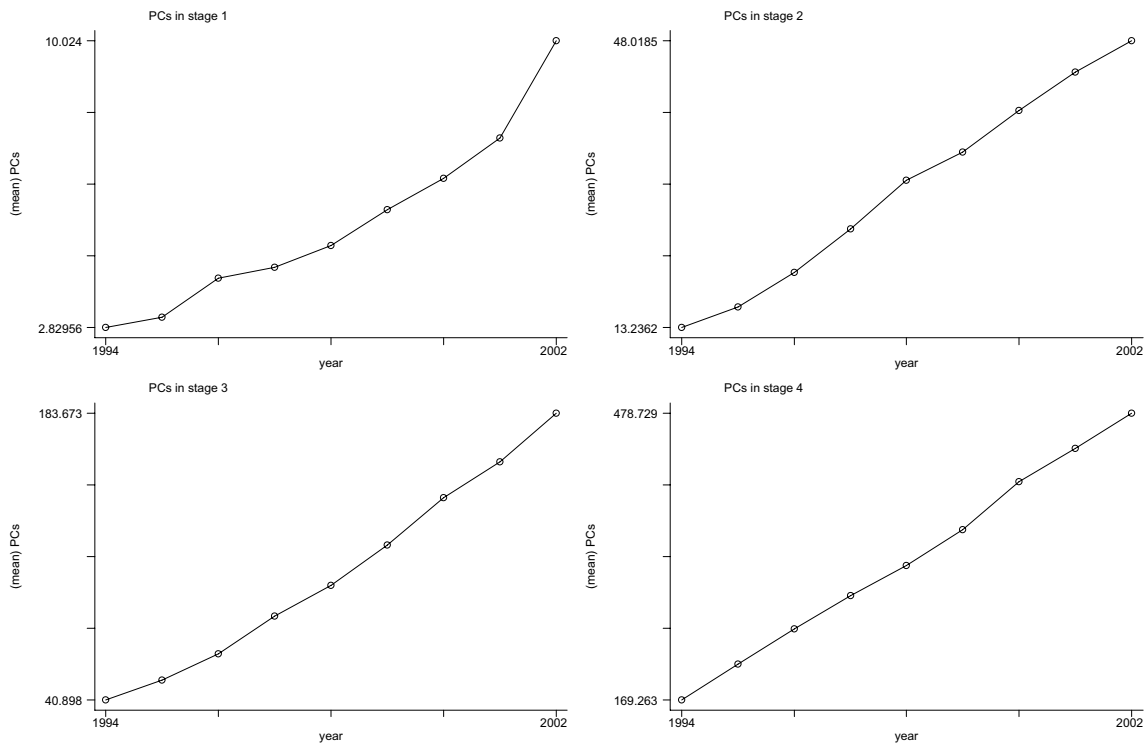 PCs in stage 1
10.024
(mean) PCs
2.82956
1994
2002
year
PCs in stage 2
48.0185
(mean) PCs
13.2362
1994
2002
year
PCs in stage 3
183.673
(mean) PCs
40.898
1994
2002
year
PCs in stage 4
478.729
(mean) PCs
169.263
1994
2002
year